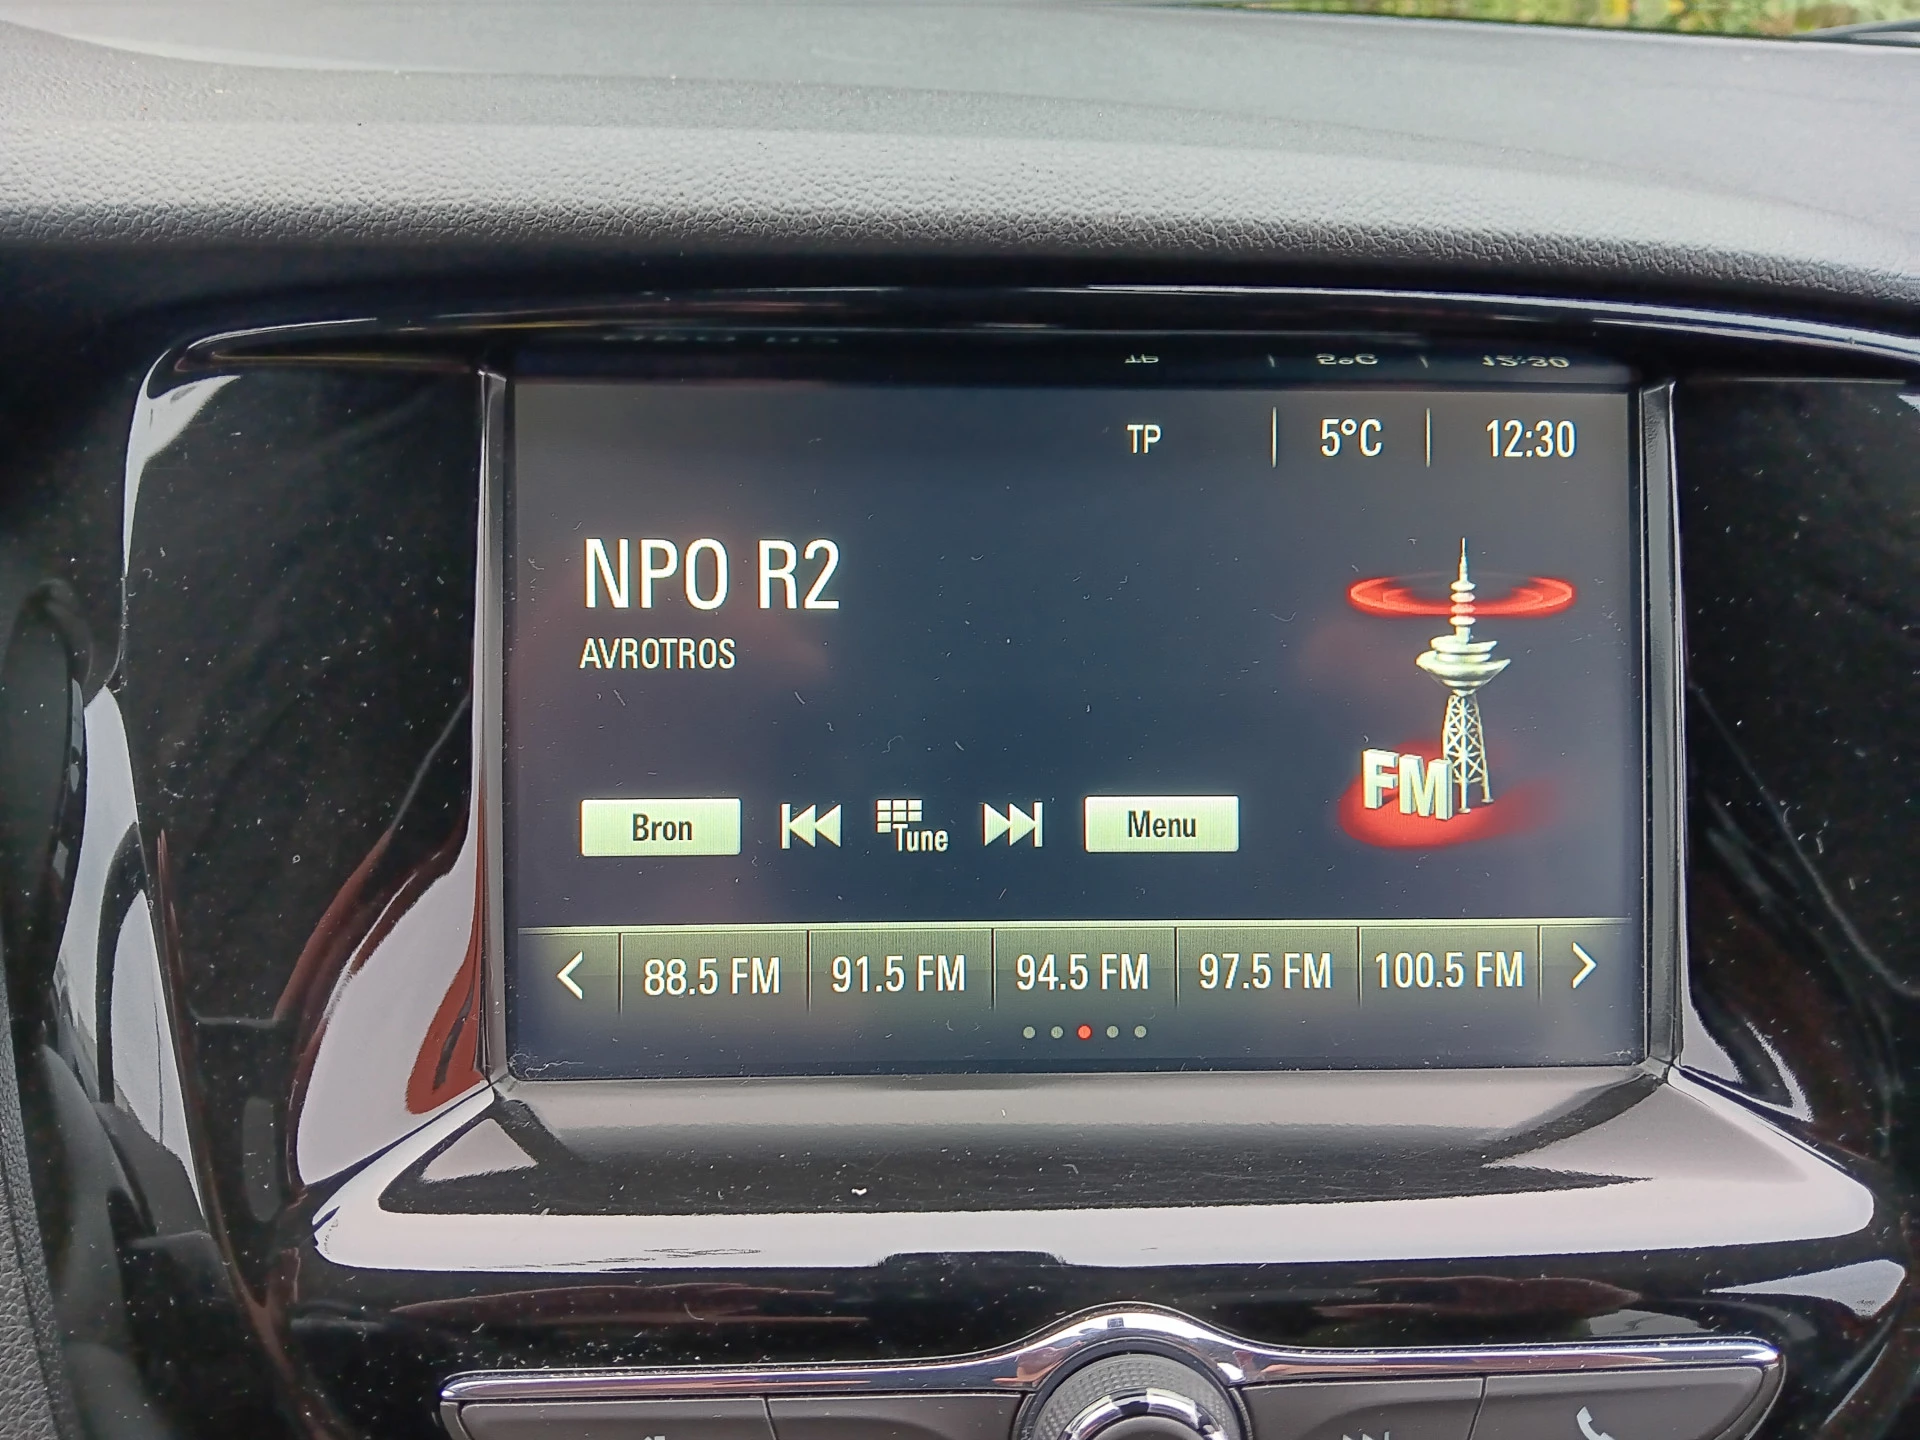 TP 5°C 12:30
NPO R2
AVROTROS
FM
Bron Tune Menu
88.5 FM 91.5 FM 94.5 FM 97.5 FM 100.5 FM